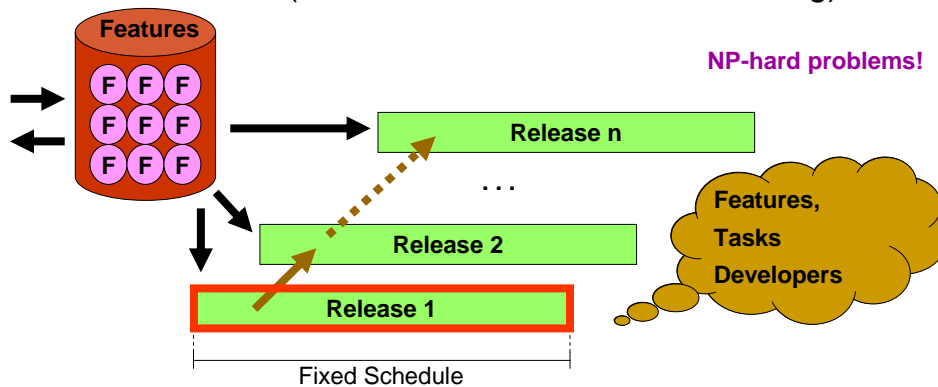 Features
F F F
F F F
F F F
NP-hard problems!
Release n
. . .
Release 2
Release 1
Features,
Tasks
Developers
Fixed Schedule